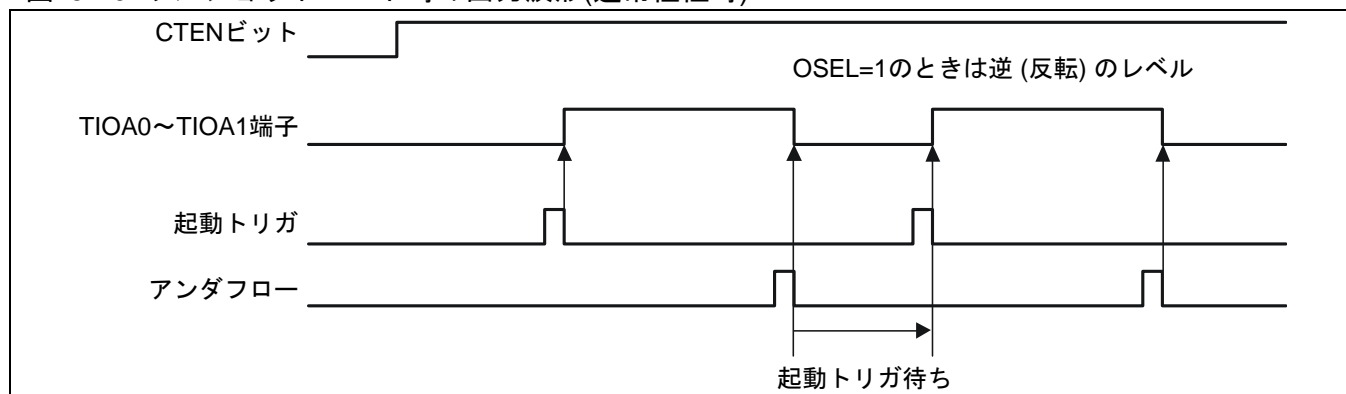 CTENビット
OSEL=1のときは逆 (反転) のレベル
TIOA0～TIOA1端子
起動トリガ
アンダフロー
起動トリガ待ち